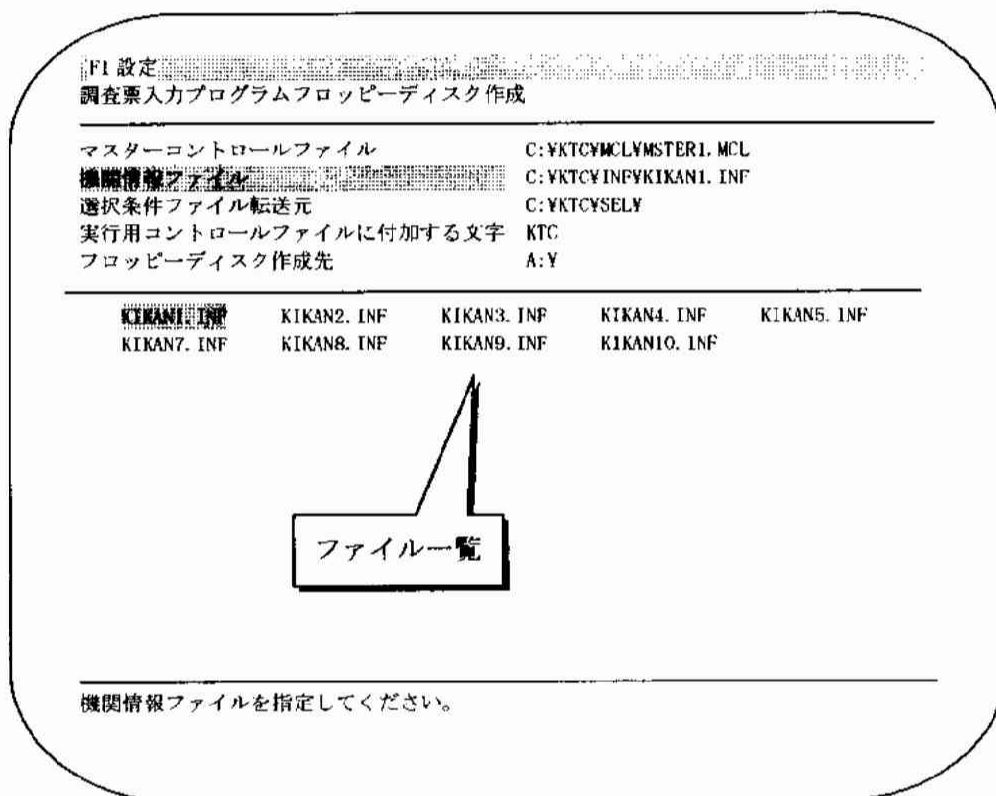 F1 設定
調査票入力プログラムフロッピーディスク作成
マスターコントロールファイル C:¥KTC¥MCL¥MSTER1.MCL
機関情報ファイル C:¥KTC¥INF¥KIKAN1.INF
選択条件ファイル転送元 C:¥KTC¥SEL¥
実行用コントロールファイルに付加する文字 KTC
フロッピーディスク作成先 A:¥
KIKAN1.INF KIKAN2.INF KIKAN3.INF KIKAN4.INF KIKAN5.INF
KIKAN7.INF KIKAN8.INF KIKAN9.INF KIKAN10.INF
ファイル一覧
機関情報ファイルを指定してください。